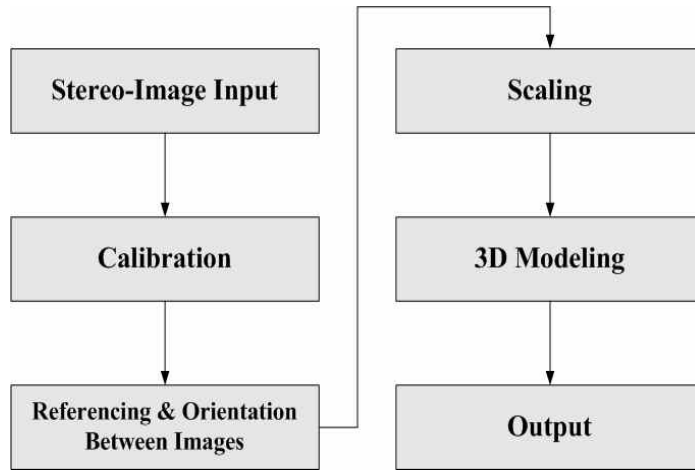 Stereo-Image Input
Calibration
Referencing & Orientation
Between Images
Scaling
3D Modeling
Output